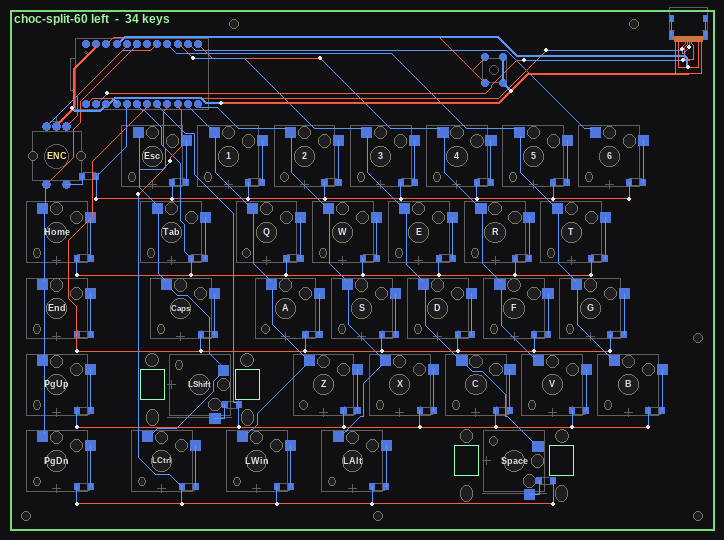 choc-split-60 left - 34 keys
ENC
Esc 1 2 3 4 5 6
Home Tab Q W E R T
End Caps A S D F G
PgUp LShift Z X C V B
PgDn LCtrl LWin LAlt Space